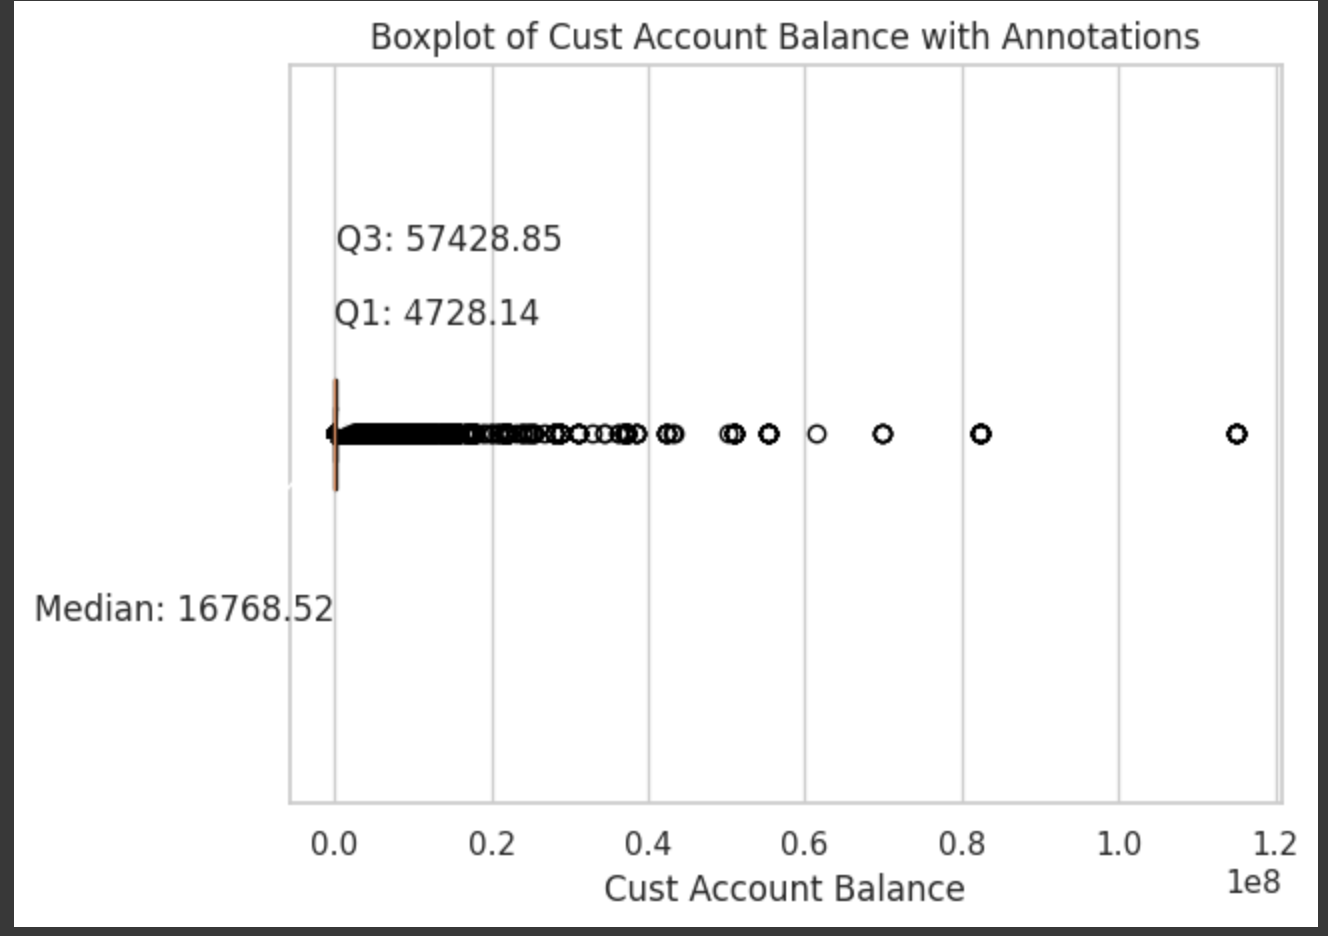 Boxplot of Cust Account Balance with Annotations
Q3: 57428.85
Q1: 4728.14
Median: 16768.52
0.0 0.2 0.4 0.6 0.8 1.0 1.2
1e8
Cust Account Balance